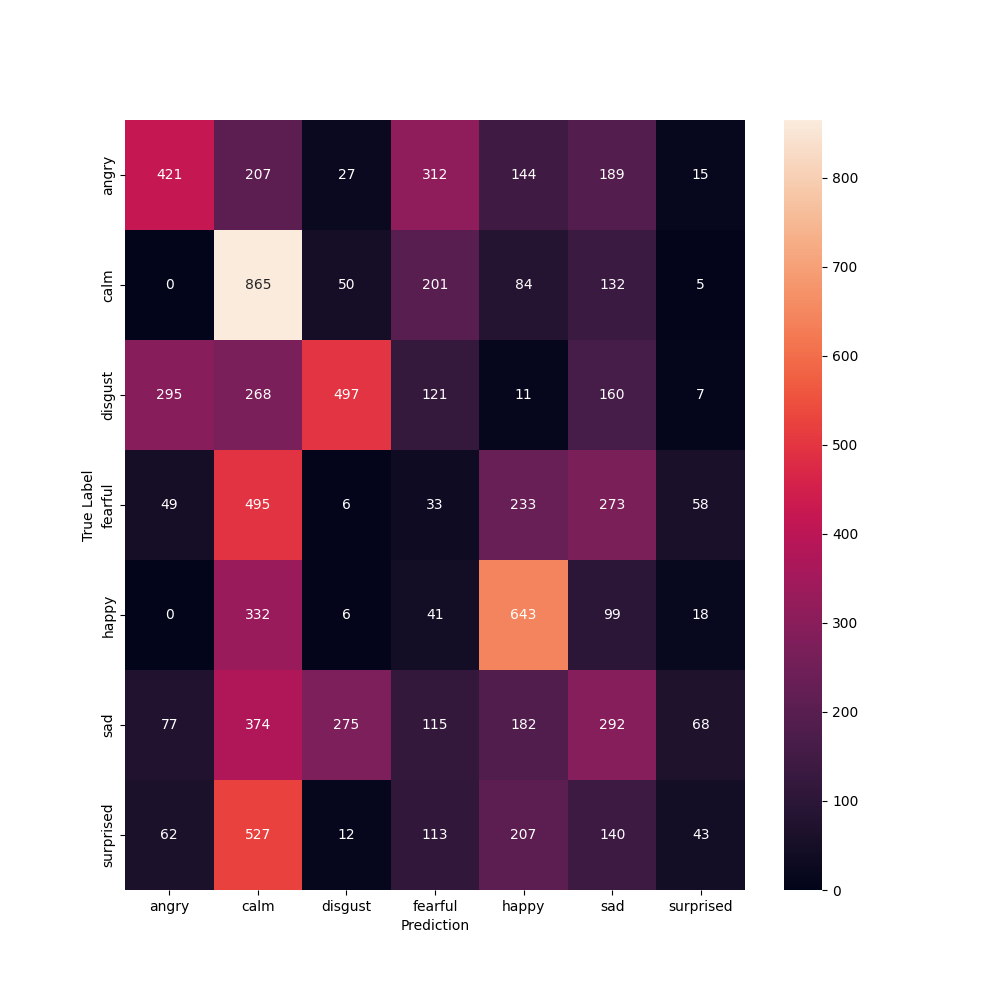 angry 421 207 27 312 144 189 15
calm 0 865 50 201 84 132 5
disgust 295 268 497 121 11 160 7
True Label
fearful 49 495 6 33 233 273 58
happy 0 332 6 41 643 99 18
sad 77 374 275 115 182 292 68
surprised 62 527 12 113 207 140 43
angry calm disgust fearful happy sad surprised
Prediction
800
700
600
500
400
300
200
100
0